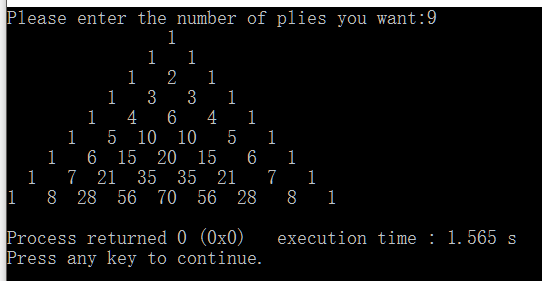 Please enter the number of plies you want:9
1
1 1
1 2 1
1 3 3 1
1 4 6 4 1
1 5 10 10 5 1
1 6 15 20 15 6 1
1 7 21 35 35 21 7 1
1 8 28 56 70 56 28 8 1
Process returned 0 (0x0) execution time : 1.565 s
Press any key to continue.